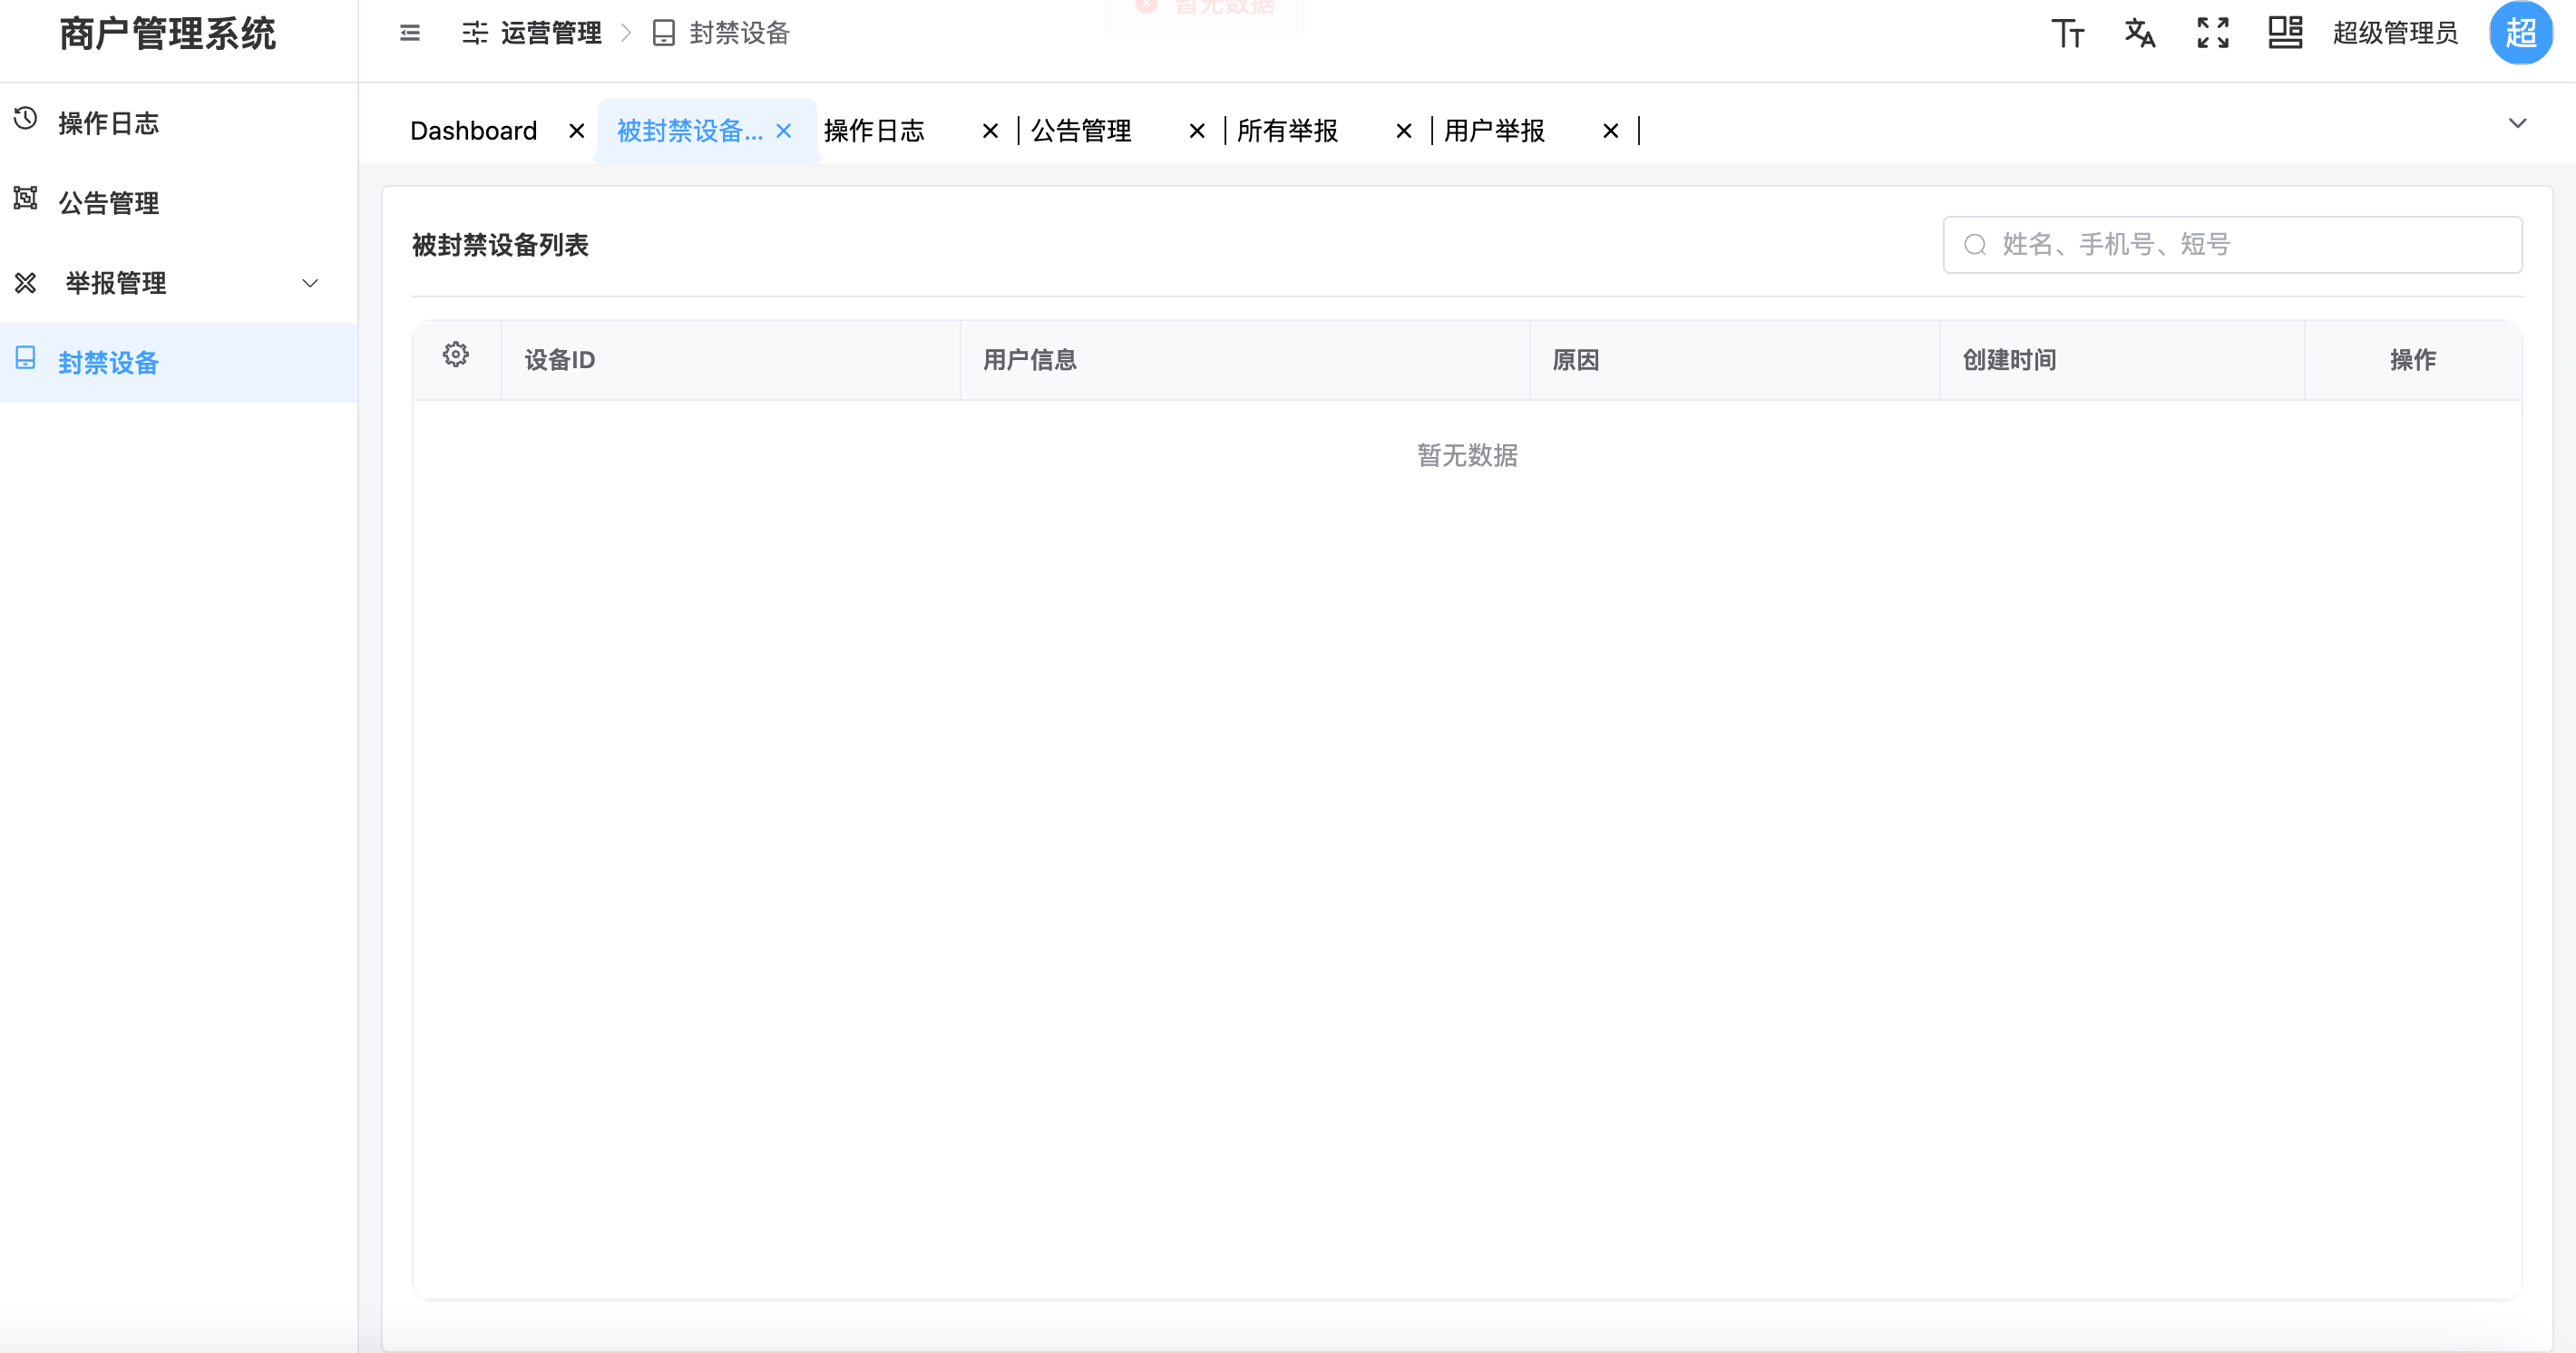 商户管理系统
运营管理
封禁设备
暂无数据
超级管理员
超
操作日志
公告管理
举报管理
封禁设备
Dashboard
被封禁设备...
操作日志
公告管理
所有举报
用户举报
被封禁设备列表
姓名、手机号、短号
设备ID
用户信息
原因
创建时间
操作
暂无数据